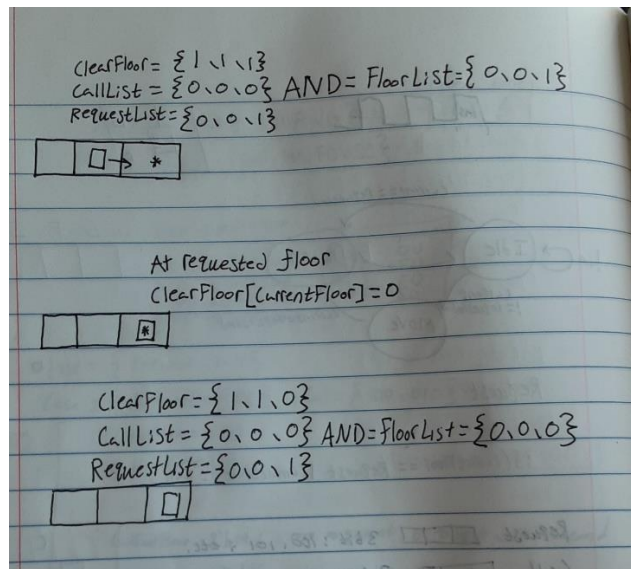 ClearFloor = {1,1,1}
CallList = {0,0,0} AND= FloorList={0,0,1}
RequestList={0,0,1}
*
At requested floor
ClearFloor[CurrentFloor]=0
*
ClearFloor={1,1,0}
CallList = {0,0,0} AND=FloorList={0,0,0}
RequestList={0,0,1}